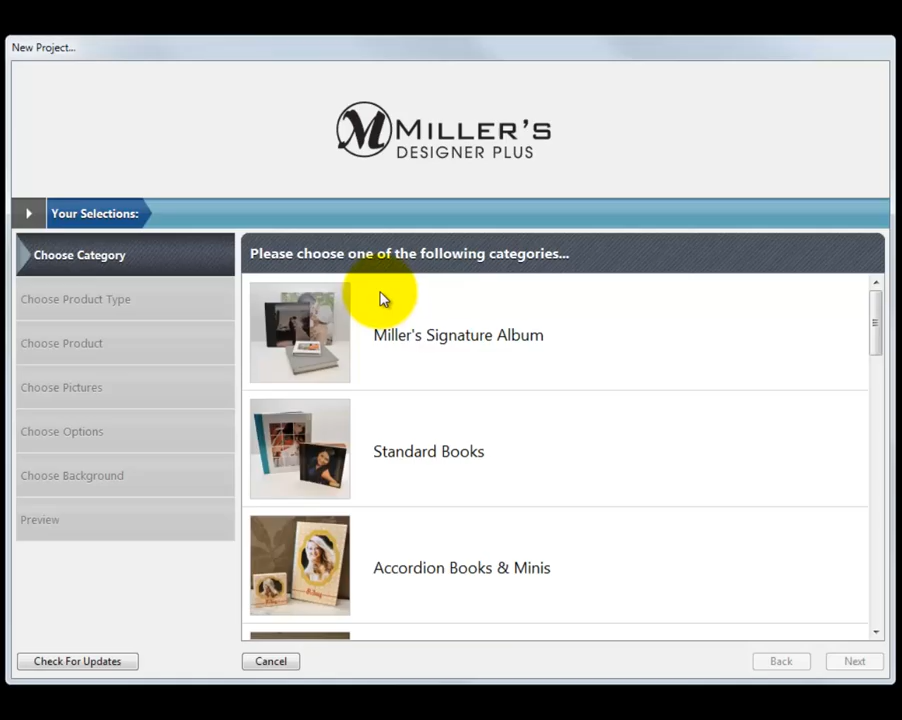 New Project...
M MILLER'S
DESIGNER PLUS
Your Selections:
Choose Category
Choose Product Type
Choose Product
Choose Pictures
Choose Options
Choose Background
Preview
Please choose one of the following categories...
Miller's Signature Album
Standard Books
Accordion Books & Minis
Check For Updates
Cancel
Back
Next